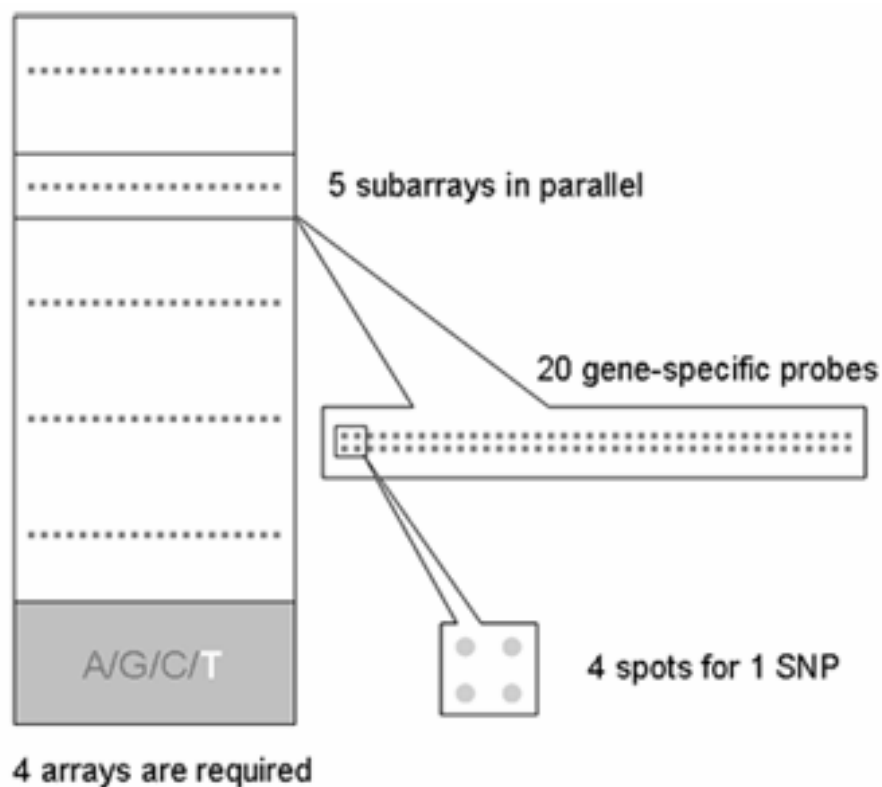 5 subarrays in parallel
20 gene-specific probes
A/G/C/T
4 spots for 1 SNP
4 arrays are required